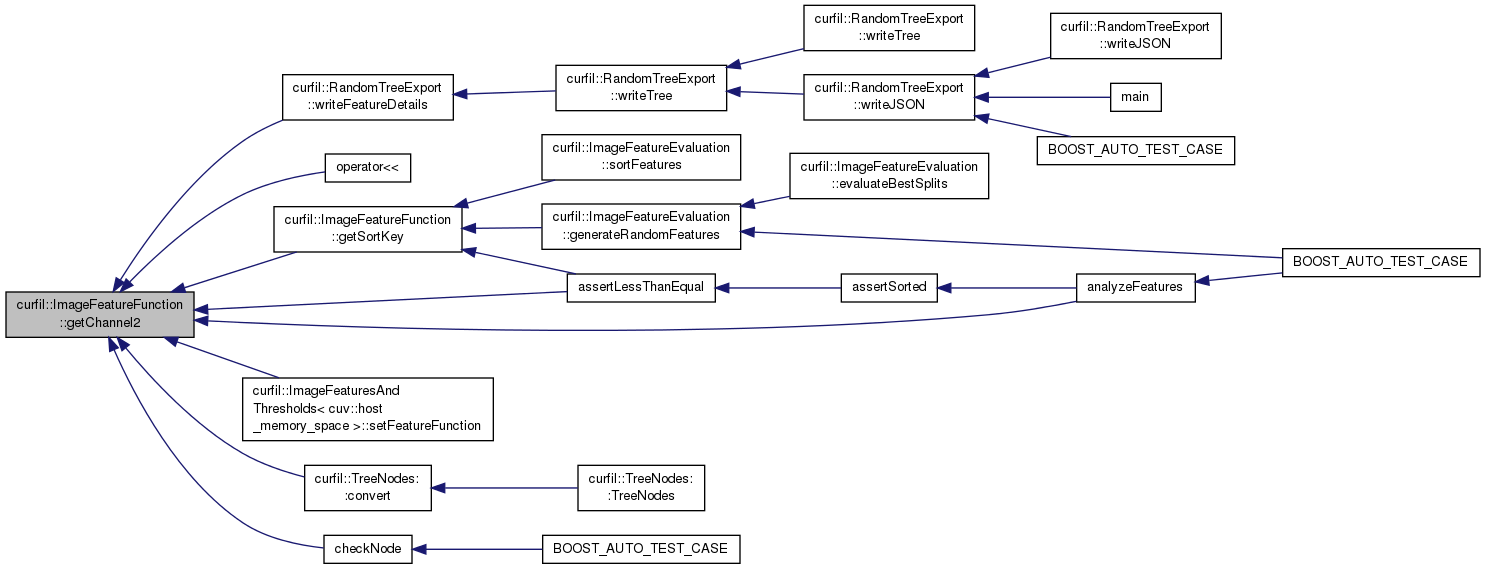 curfil::RandomTreeExport
::writeTree
curfil::RandomTreeExport
::writeJSON
curfil::RandomTreeExport
::writeFeatureDetails
curfil::RandomTreeExport
::writeTree
curfil::RandomTreeExport
::writeJSON
main
BOOST_AUTO_TEST_CASE
operator<<
curfil::ImageFeatureEvaluation
::sortFeatures
curfil::ImageFeatureEvaluation
::evaluateBestSplits
curfil::ImageFeatureFunction
::getSortKey
curfil::ImageFeatureEvaluation
::generateRandomFeatures
BOOST_AUTO_TEST_CASE
assertLessThanEqual
assertSorted
analyzeFeatures
curfil::ImageFeatureFunction
::getChannel2
curfil::ImageFeaturesAnd
Thresholds< cuv::host
_memory_space >::setFeatureFunction
curfil::TreeNodes:
:convert
curfil::TreeNodes:
:TreeNodes
checkNode
BOOST_AUTO_TEST_CASE